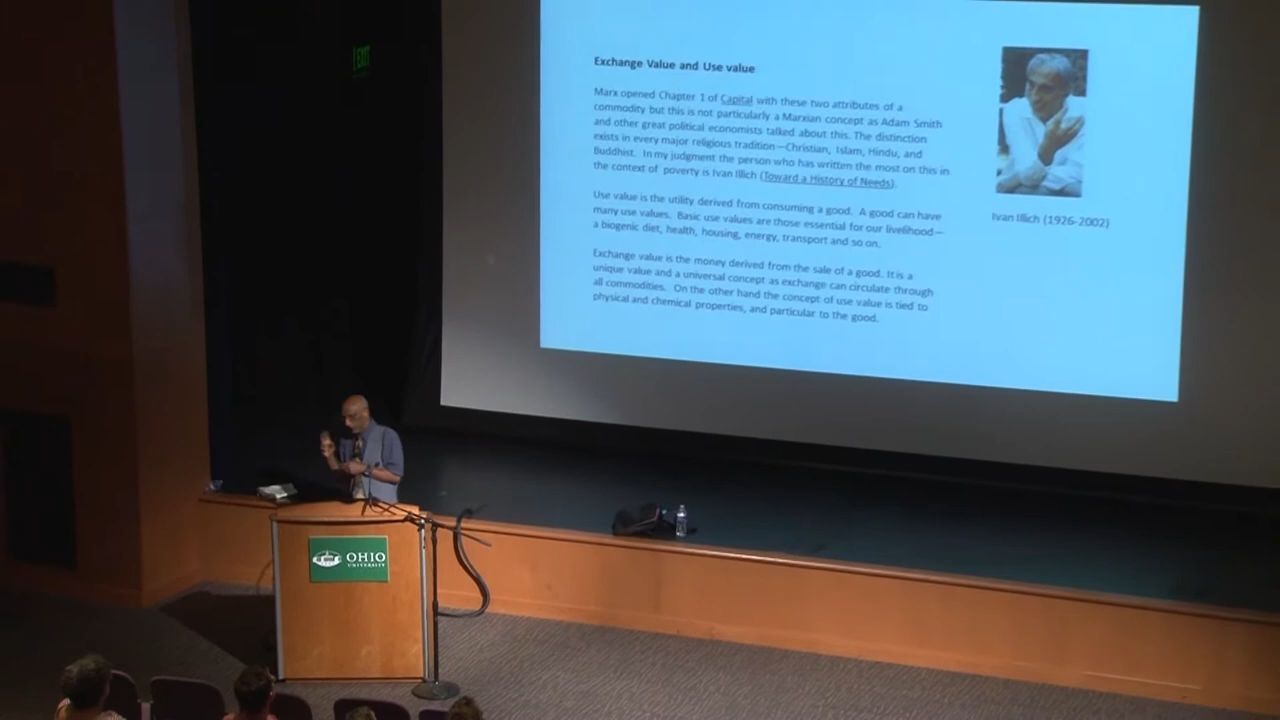 EXIT
Exchange Value and Use value
Marx opened Chapter 1 of Capital with these two attributes of a
commodity but this is not particularly a Marxian concept as Adam Smith
and other great political economists talked about this. The distinction
exists in every major religious tradition—Christian, Islam, Hindu, and
Buddhist. In my judgment the person who has written the most on this in
the context of poverty is Ivan Illich (Toward a History of Needs).
Use value is the utility derived from consuming a good. A good can have
many use values. Basic use values are those essential for our livelihood—
a biogenic diet, health, housing, energy, transport and so on.
Exchange value is the money derived from the sale of a good. It is a
unique value and a universal concept as exchange can circulate through
all commodities. On the other hand the concept of use value is tied to
physical and chemical properties, and particular to the good.
Ivan Illich (1926-2002)
OHIO
UNIVERSITY